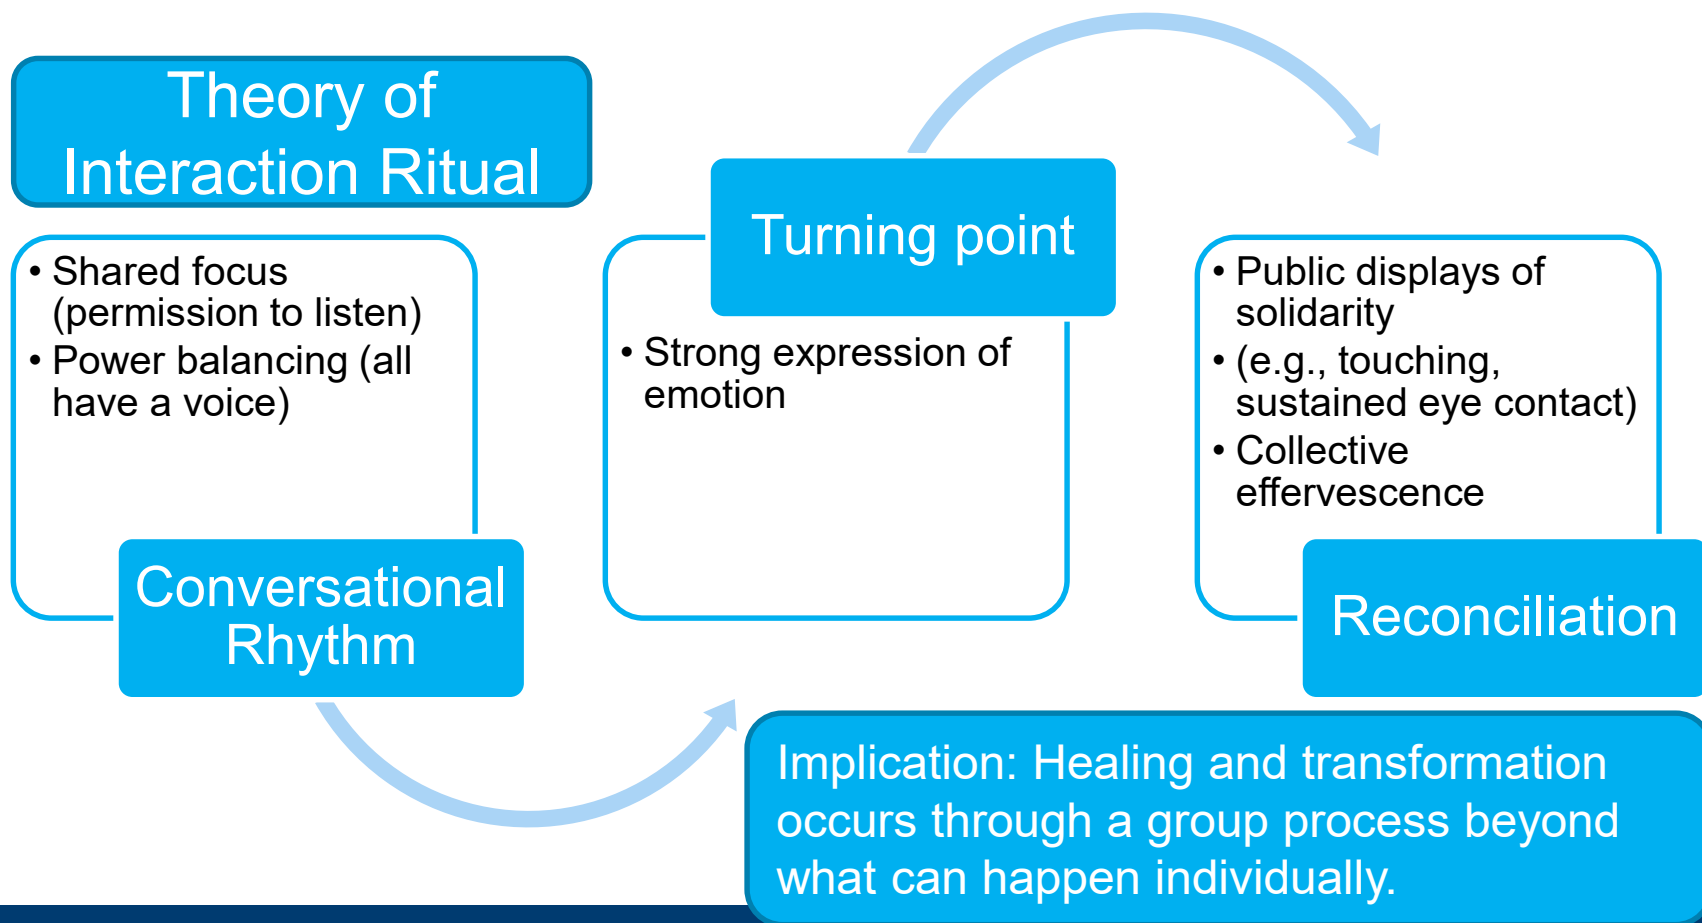 Theory of
Interaction Ritual
• Shared focus
(permission to listen)
• Power balancing (all
have a voice)
Conversational
Rhythm
Turning point
• Strong expression of
emotion
• Public displays of
solidarity
• (e.g., touching,
sustained eye contact)
• Collective
effervescence
Reconciliation
Implication: Healing and transformation
occurs through a group process beyond
what can happen individually.